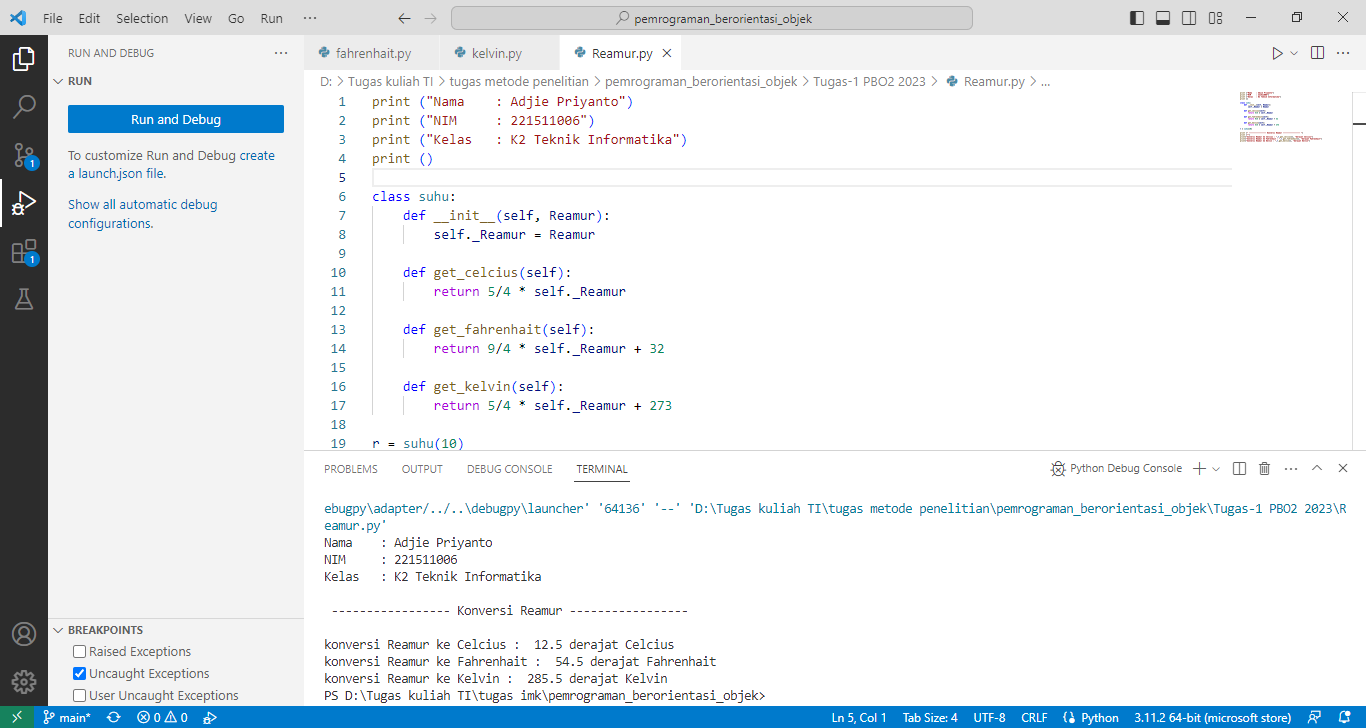 File Edit Selection View Go Run ··· pemrograman_berorientasi_objek
RUN AND DEBUG ···
RUN
Run and Debug
To customize Run and Debug create
a launch.json file.
Show all automatic debug
configurations.
1
1
BREAKPOINTS
Raised Exceptions
Uncaught Exceptions
User Uncaught Exceptions
fahrenhait.py kelvin.py Reamur.py
D: > Tugas kuliah TI > tugas metode penelitian > pemrograman_berorientasi_objek > Tugas-1 PBO2 2023 > Reamur.py > ...
1 print ("Nama    : Adjie Priyanto")
2 print ("NIM     : 221511006")
3 print ("Kelas   : K2 Teknik Informatika")
4 print ()
5
6 class suhu:
7     def __init__(self, Reamur):
8         self._Reamur = Reamur
9
10     def get_celcius(self):
11         return 5/4 * self._Reamur
12
13     def get_fahrenhait(self):
14         return 9/4 * self._Reamur + 32
15
16     def get_kelvin(self):
17         return 5/4 * self._Reamur + 273
18
19 r = suhu(10)
PROBLEMS OUTPUT DEBUG CONSOLE TERMINAL Python Debug Console
ebugpy\adapter/../..\debugpy\launcher' '64136' '--' 'D:\Tugas kuliah TI\tugas metode penelitian\pemrograman_berorientasi_objek\Tugas-1 PBO2 2023\R
eamur.py'
Nama    : Adjie Priyanto
NIM     : 221511006
Kelas   : K2 Teknik Informatika
----------------- Konversi Reamur -----------------
konversi Reamur ke Celcius :  12.5 derajat Celcius
konversi Reamur ke Fahrenhait :  54.5 derajat Fahrenhait
konversi Reamur ke Kelvin :  285.5 derajat Kelvin
PS D:\Tugas kuliah TI\tugas imk\pemrograman_berorientasi_objek>
main* 0 0 Ln 5, Col 1 Tab Size: 4 UTF-8 CRLF Python 3.11.2 64-bit (microsoft store)